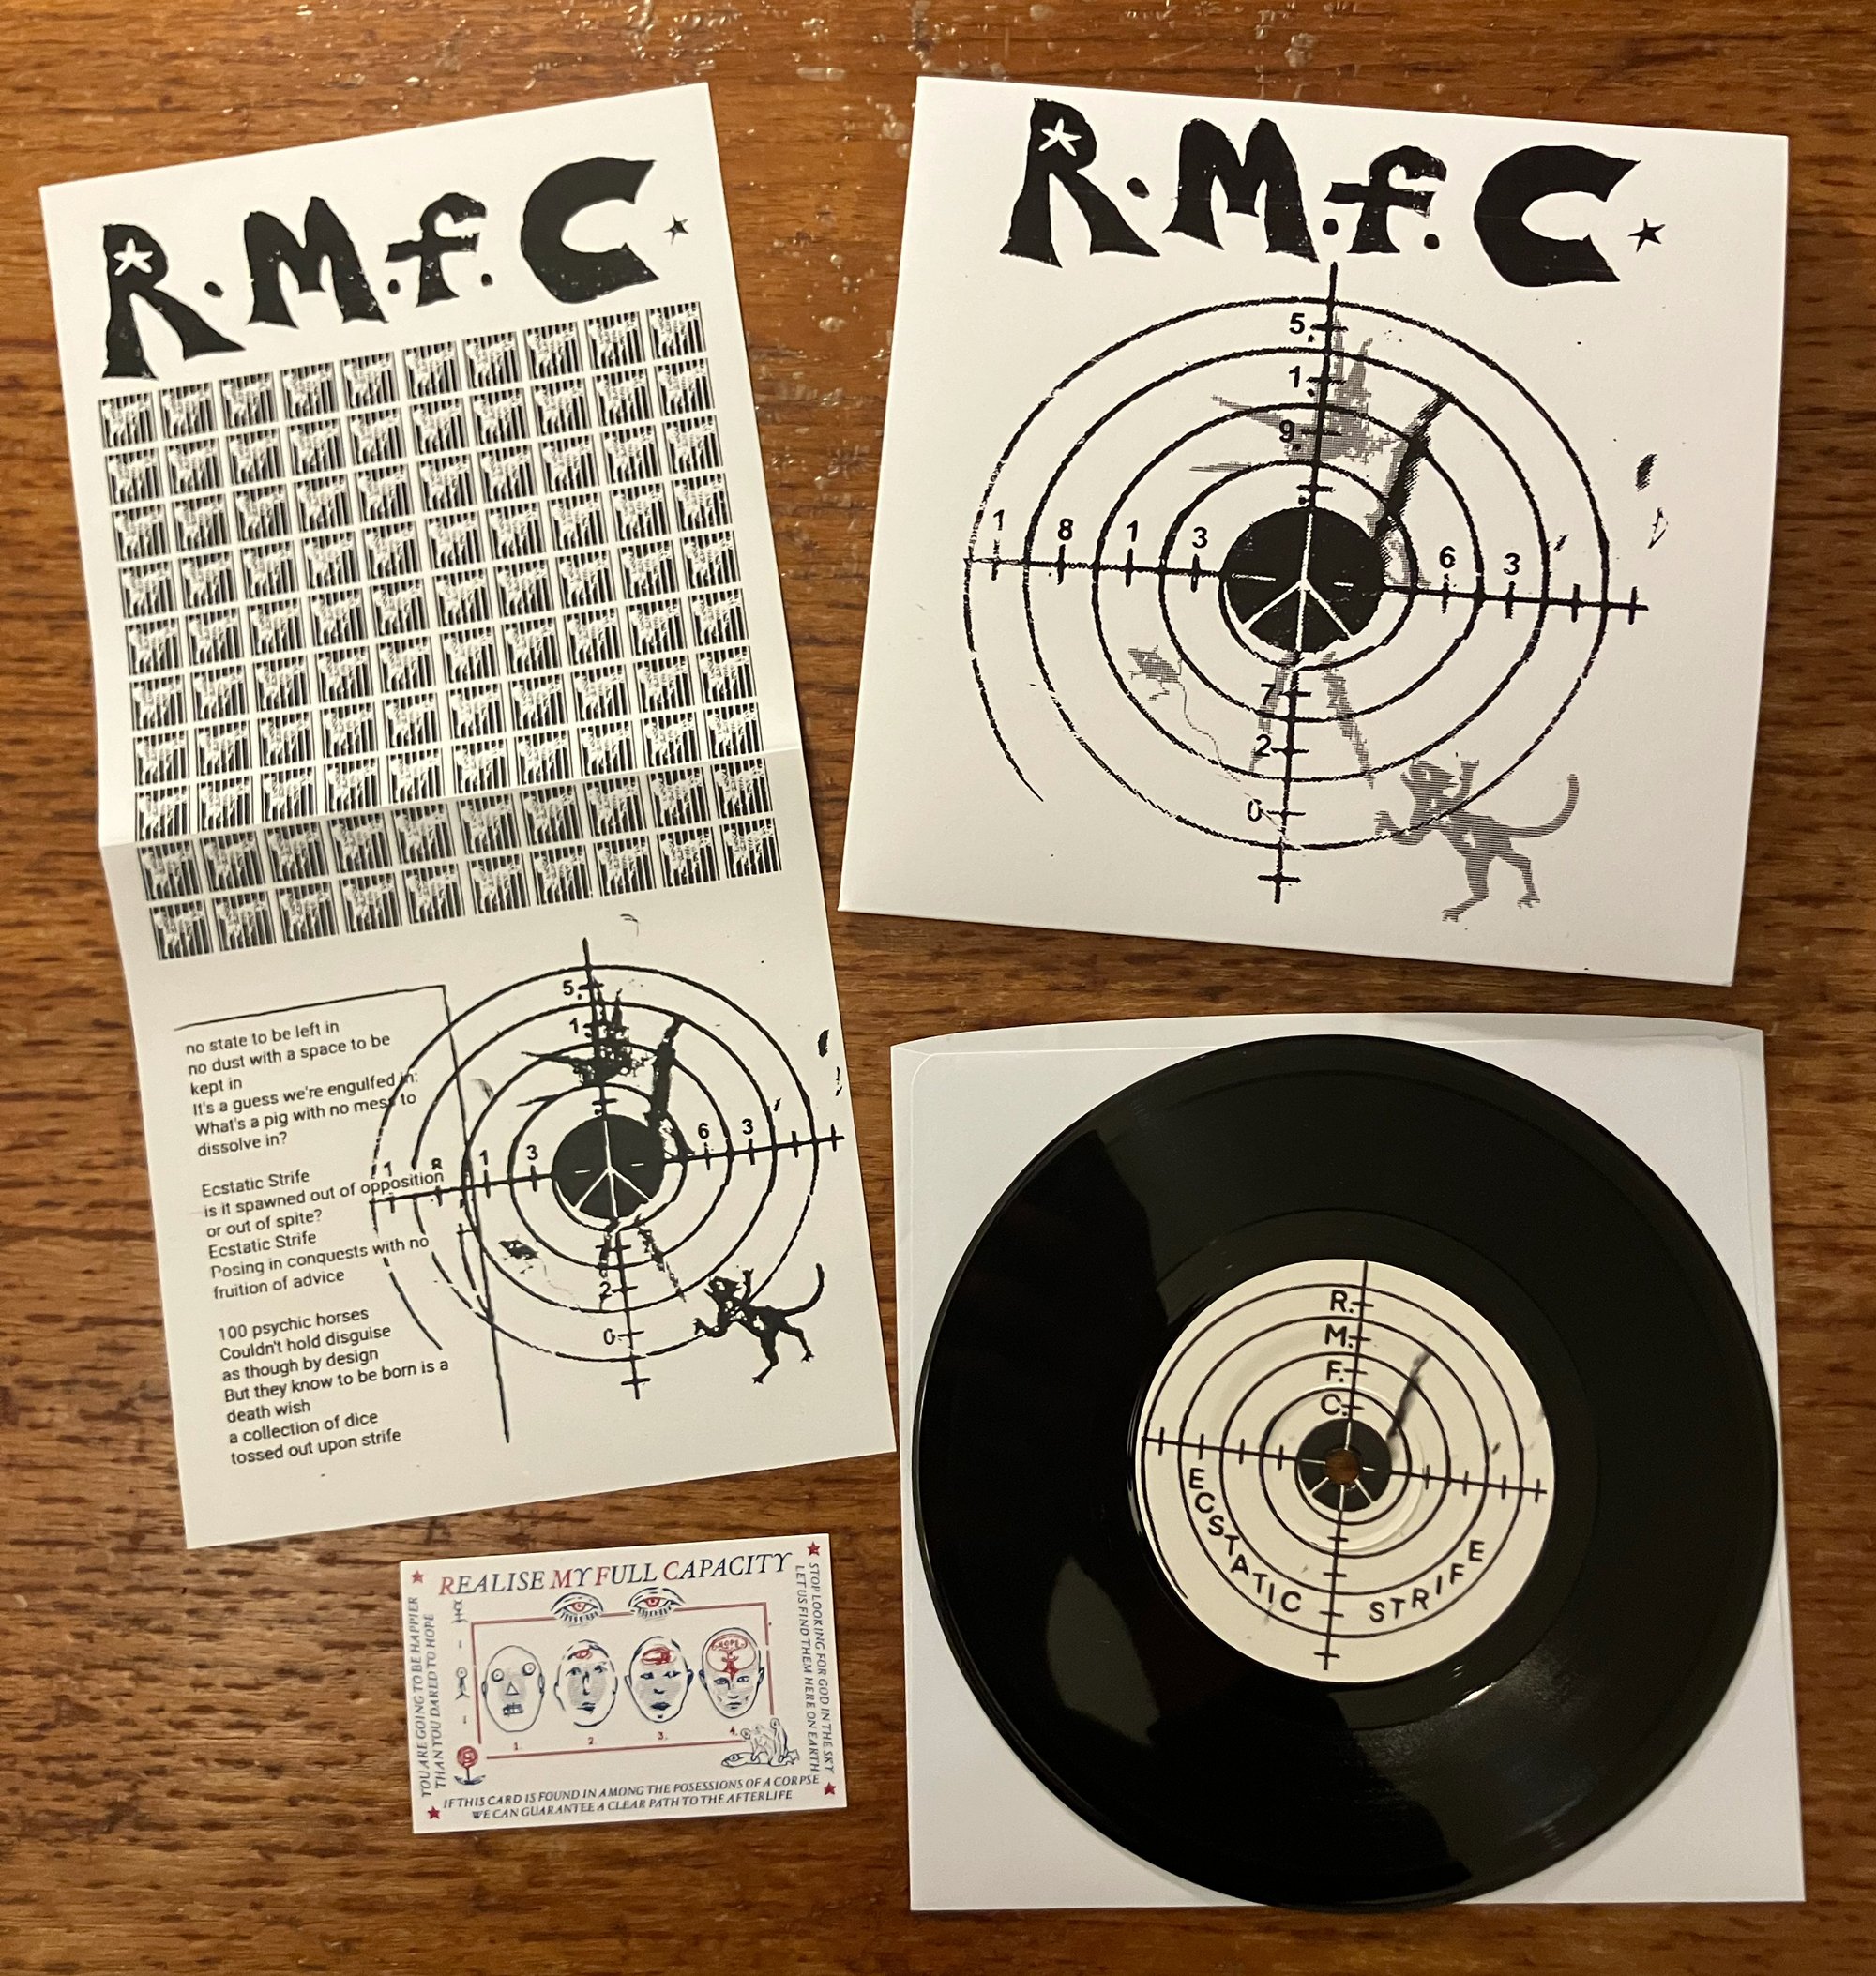 R.M.f.C.
5.
1.
9.
1 8 1 3 6 3
7
2
0
R.M.f.C.
no state to be left in
no dust with a space to be
kept in
It's a guess we're engulfed in:
What's a pig with no mess to
dissolve in?
Ecstatic Strife
is it spawned out of opposition
or out of spite?
Ecstatic Strife
Posing in conquests with no
fruition of advice
100 psychic horses
Couldn't hold disguise
as though by design
But they know to be born is a
death wish
a collection of dice
tossed out upon strife
5.
1.
1 8 1 3 6 3
2
0
R.
M.
F.
C.
ECSTATIC STRIFE
REALISE MY FULL CAPACITY
YOU ARE GOING TO BE HAPPIER
THAN YOU DARED TO HOPE
STOP LOOKING FOR GOD IN THE SKY
LET US FIND THEM HERE ON EARTH
HOPE
1. 2. 3. 4.
IF THIS CARD IS FOUND IN AMONG THE POSESSIONS OF A CORPSE
WE CAN GUARANTEE A CLEAR PATH TO THE AFTERLIFE